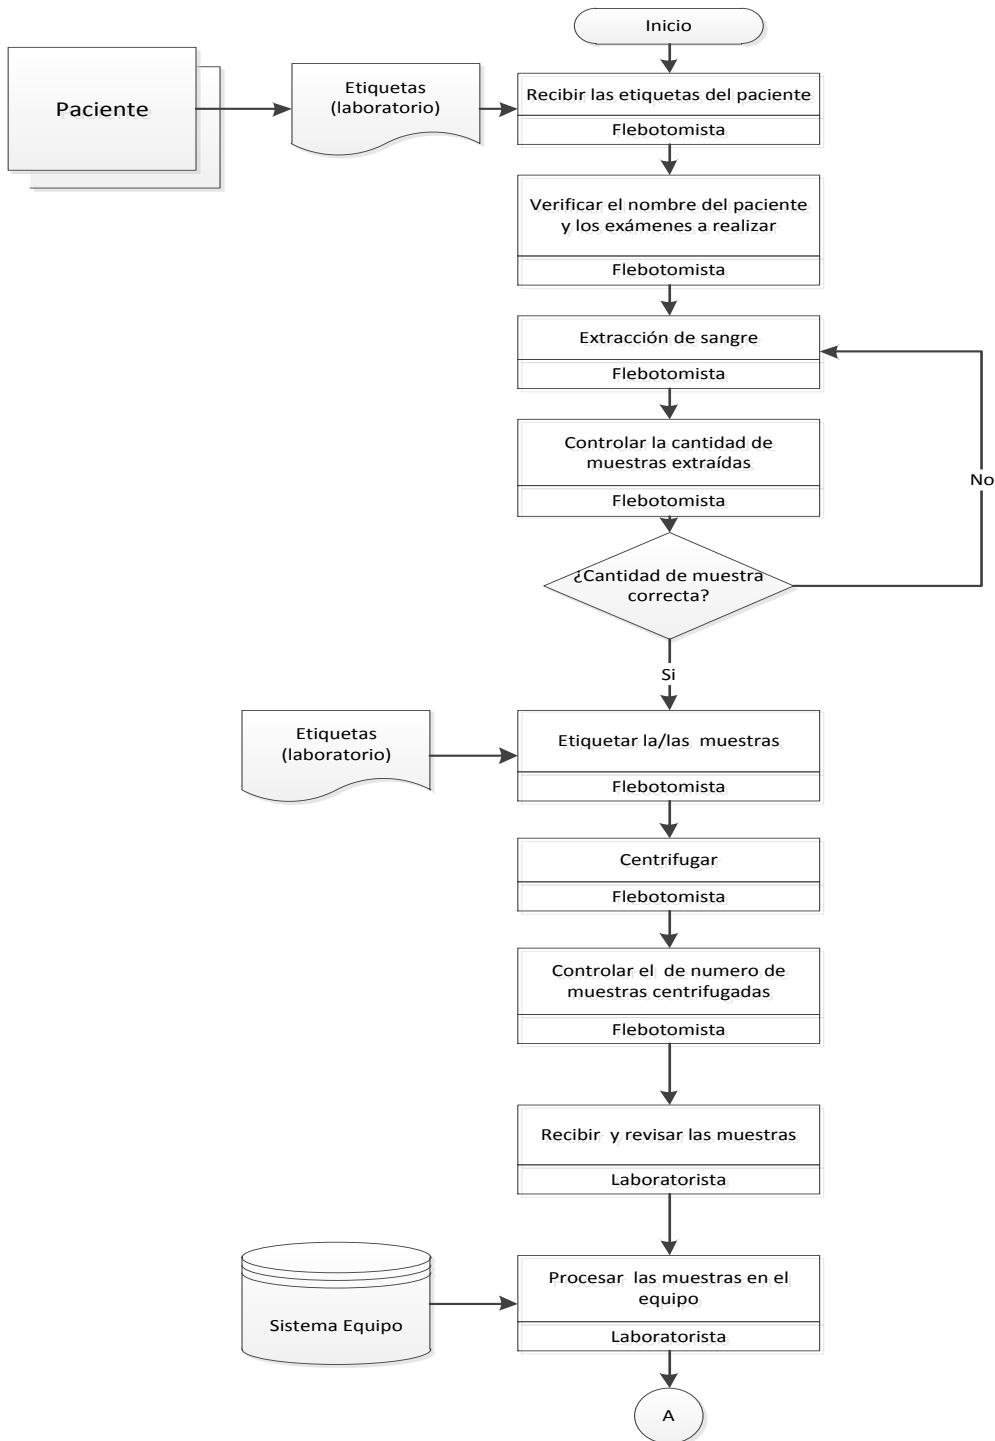 Inicio
Paciente
Etiquetas
(laboratorio)
Recibir las etiquetas del paciente
Flebotomista
Verificar el nombre del paciente
y los exámenes a realizar
Flebotomista
Extracción de sangre
Flebotomista
Controlar la cantidad de
muestras extraídas
Flebotomista
No
¿Cantidad de muestra
correcta?
Si
Etiquetas
(laboratorio)
Etiquetar la/las muestras
Flebotomista
Centrifugar
Flebotomista
Controlar el de numero de
muestras centrifugadas
Flebotomista
Recibir y revisar las muestras
Laboratorista
Sistema Equipo
Procesar las muestras en el
equipo
Laboratorista
A